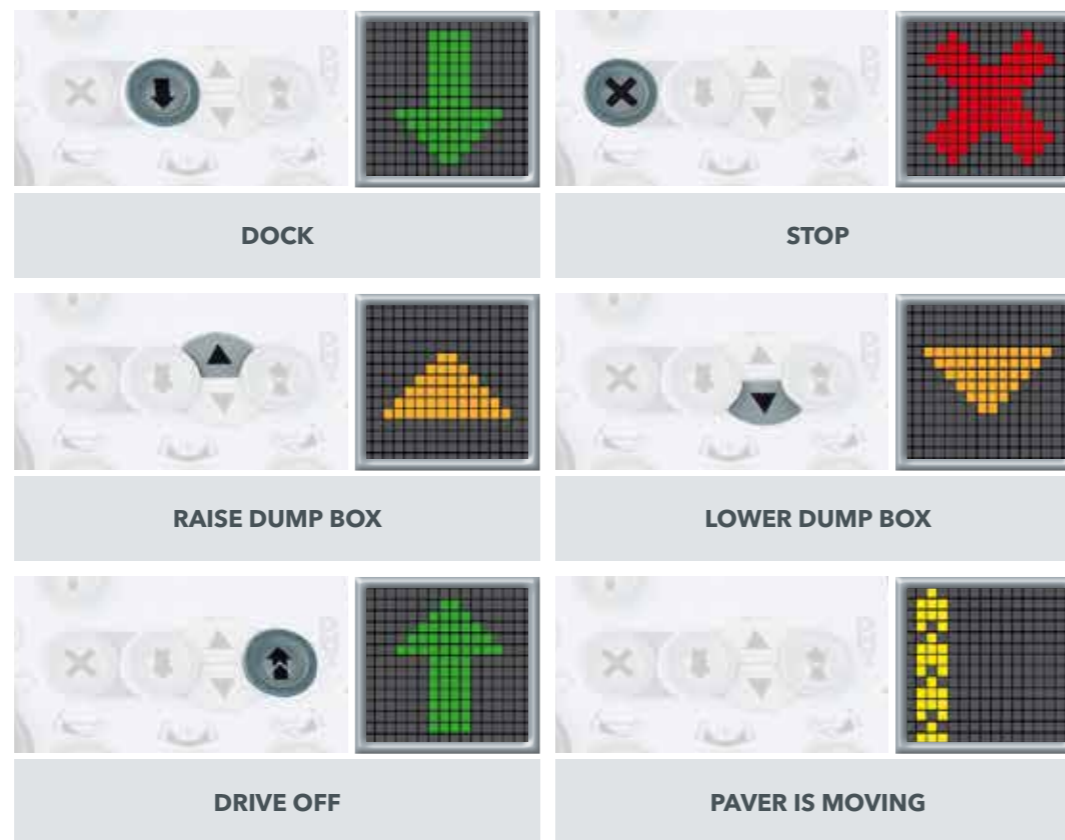 DOCK
STOP
RAISE DUMP BOX
LOWER DUMP BOX
DRIVE OFF
PAVER IS MOVING